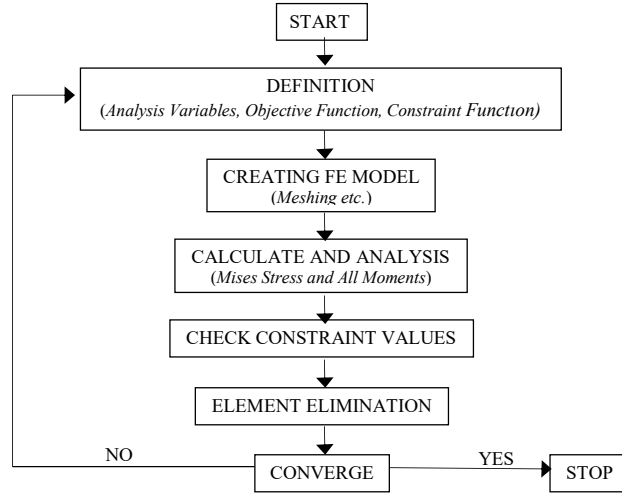 START
DEFINITION
(Analysis Variables, Objective Function, Constraint Function)
CREATING FE MODEL
(Meshing etc.)
CALCULATE AND ANALYSIS
(Mises Stress and All Moments)
CHECK CONSTRAINT VALUES
ELEMENT ELIMINATION
NO
CONVERGE
YES
STOP